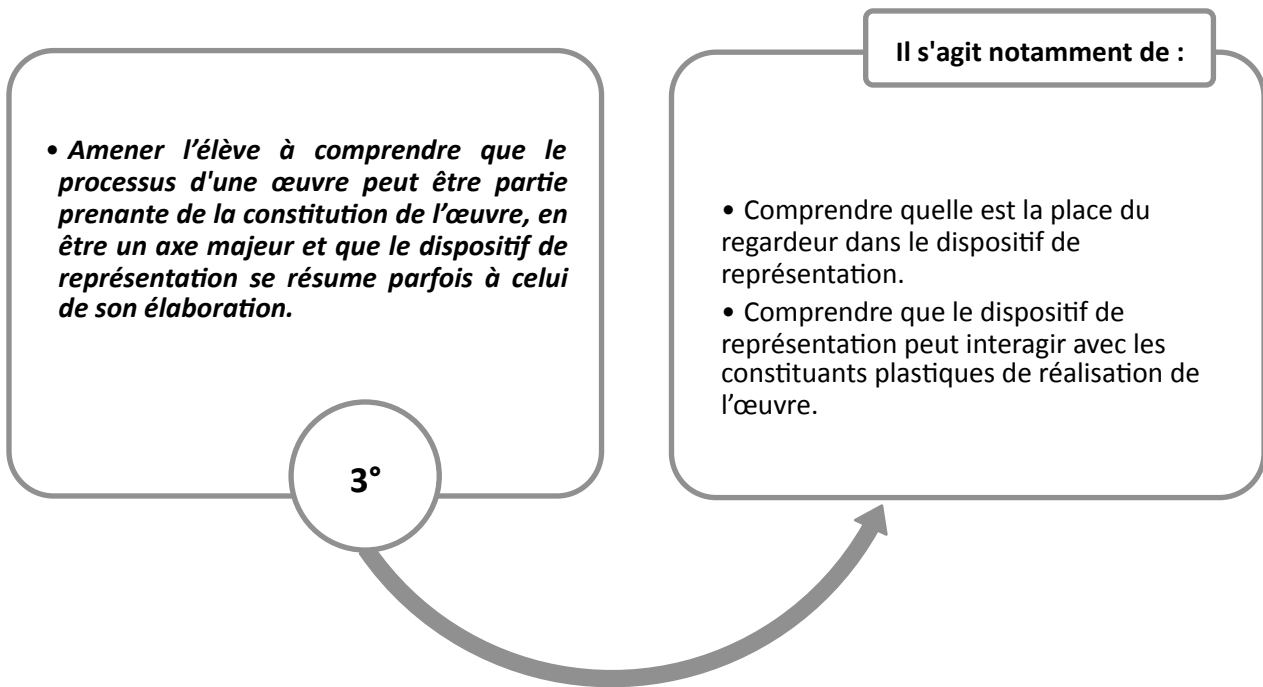 • Amener l’élève à comprendre que le
processus d'une œuvre peut être partie
prenante de la constitution de l’œuvre, en
être un axe majeur et que le dispositif de
représentation se résume parfois à celui
de son élaboration.
3°
Il s'agit notamment de :
• Comprendre quelle est la place du
regardeur dans le dispositif de
représentation.
• Comprendre que le dispositif de
représentation peut interagir avec les
constituants plastiques de réalisation de
l’œuvre.